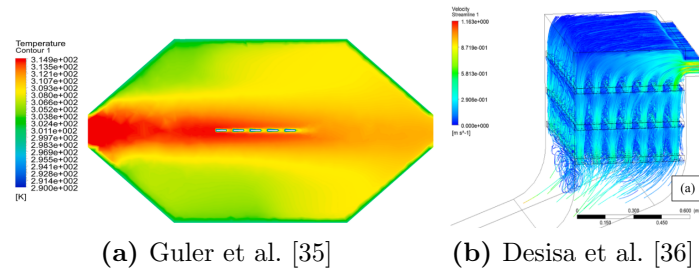 Temperature
Contour 1
3.149e+002
3.135e+002
3.121e+002
3.107e+002
3.093e+002
3.080e+002
3.066e+002
3.052e+002
3.038e+002
3.024e+002
3.011e+002
2.997e+002
2.983e+002
2.969e+002
2.955e+002
2.941e+002
2.928e+002
2.914e+002
2.900e+002
[K]
(a) Guler et al. [35]
Velocity
Streamline 1
1.163e+000
8.719e-001
5.813e-001
2.906e-001
0.000e+000
[m s^-1]
(a)
0 0.300 0.600 (m
0.150 0.450
(b) Desisa et al. [36]